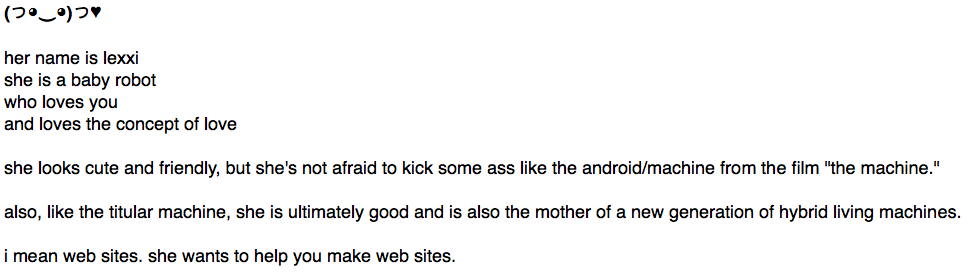 (つ◕‿◕)つ♥
her name is lexxi
she is a baby robot
who loves you
and loves the concept of love
she looks cute and friendly, but she's not afraid to kick some ass like the android/machine from the film "the machine."
also, like the titular machine, she is ultimately good and is also the mother of a new generation of hybrid living machines.
i mean web sites. she wants to help you make web sites.